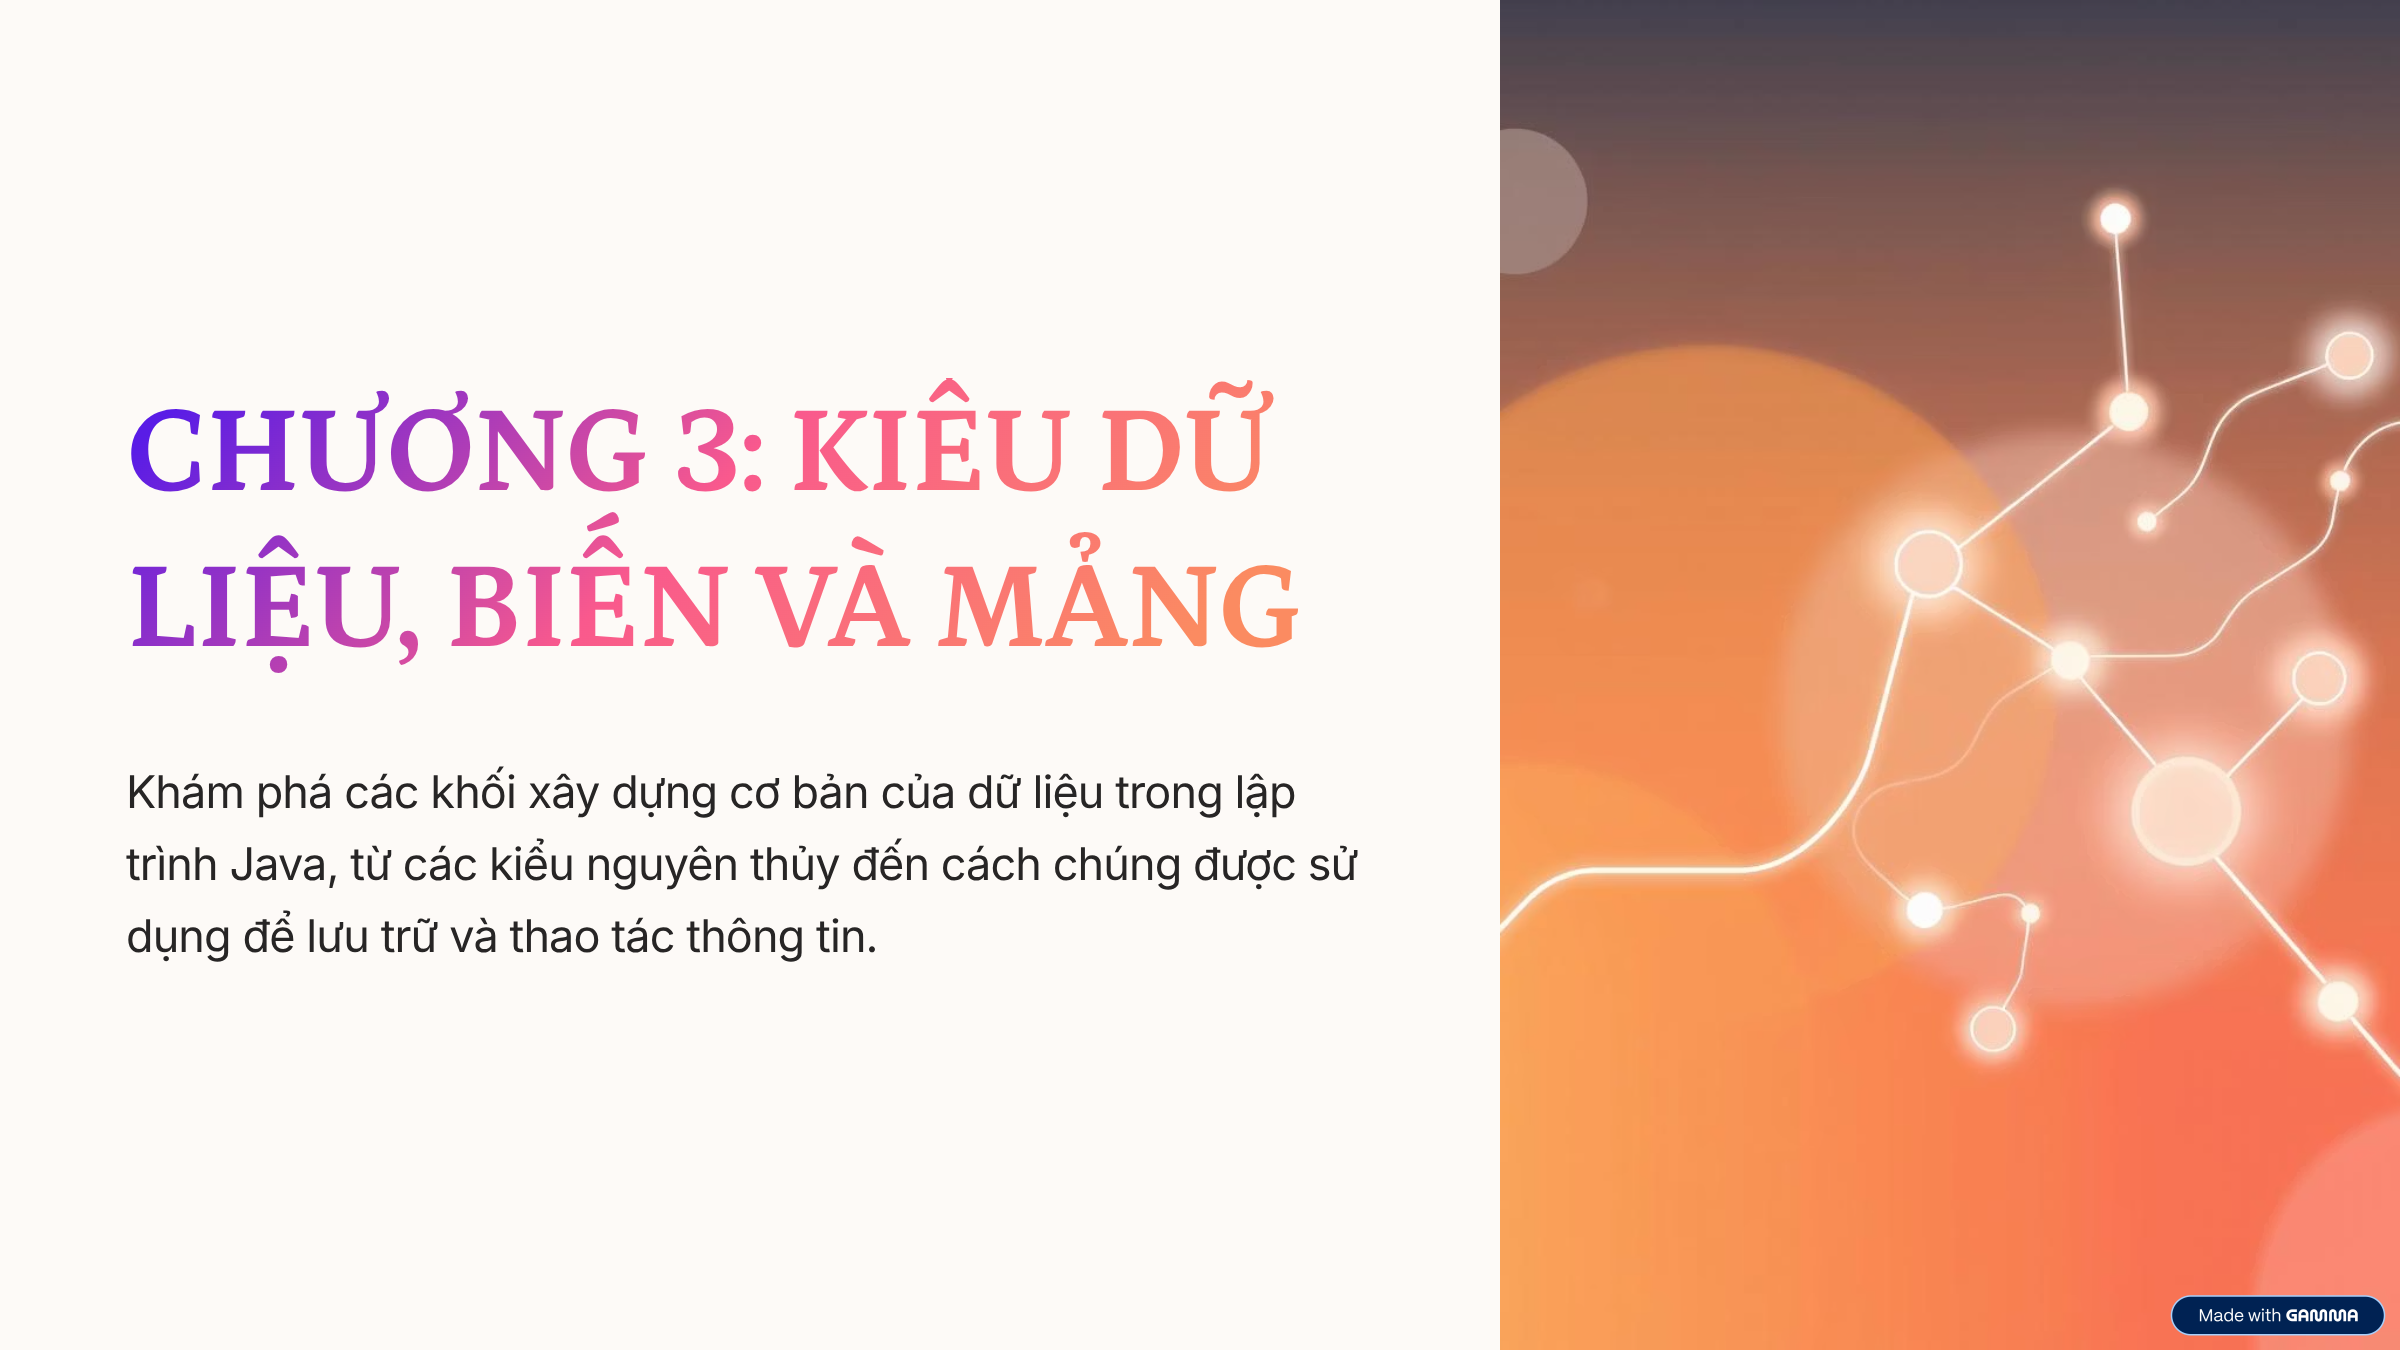 CHƯƠNG 3: KIÊU DỮ
LIỆU, BIẾN VÀ MẢNG
Khám phá các khối xây dựng cơ bản của dữ liệu trong lập
trình Java, từ các kiểu nguyên thủy đến cách chúng được sử
dụng để lưu trữ và thao tác thông tin.
Made with GAMMA